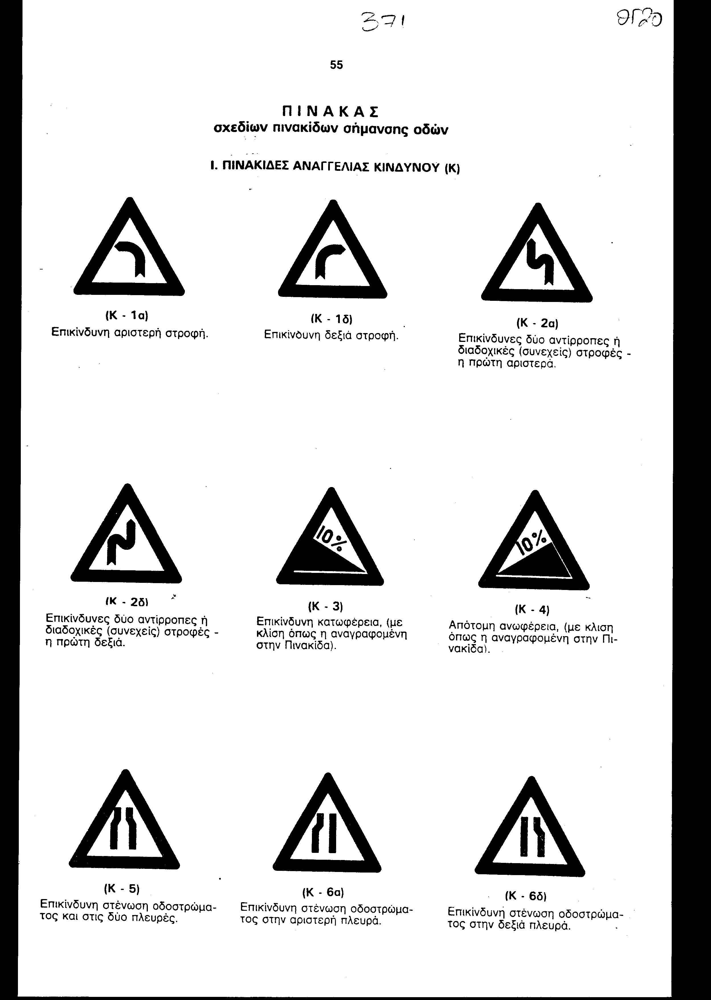 371
55
ΠΙΝΑΚΑΣ
σχεδίων πινακίδων σήμανσης οδών
Ι. ΠΙΝΑΚΙΔΕΣ ΑΝΑΓΓΕΛΙΑΣ ΚΙΝΔΥΝΟΥ (Κ)
(Κ - 1α)
Επικίνδυνη αριστερή στροφή.
(Κ - 1δ)
Επικίνδυνη δεξιά στροφή.
(Κ - 2α)
Επικίνδυνες δύο αντίρροπες ή
διαδοχικές (συνεχείς) στροφές -
η πρώτη αριστερά.
10%
10%
(Κ - 2δ)
Επικίνδυνες δύο αντίρροπες ή
διαδοχικές (συνεχείς) στροφές -
η πρώτη δεξιά.
(Κ - 3)
Επικίνδυνη κατωφέρεια, (με
κλίση όπως η αναγραφομένη
στην Πινακίδα).
(Κ - 4)
Απότομη ανωφέρεια, (με κλιση
όπως η αναγραφομένη στην Πι-
νακίδα).
(Κ - 5)
Επικίνδυνη στένωση οδοστρώμα-
τος και στις δύο πλευρές.
(Κ - 6α)
Επικίνδυνη στένωση οδοστρώμα-
τος στην αριστερή πλευρά.
(Κ - 6δ)
Επικίνδυνή στένωση οδοστρώμα-
τος στην δεξιά πλευρά.